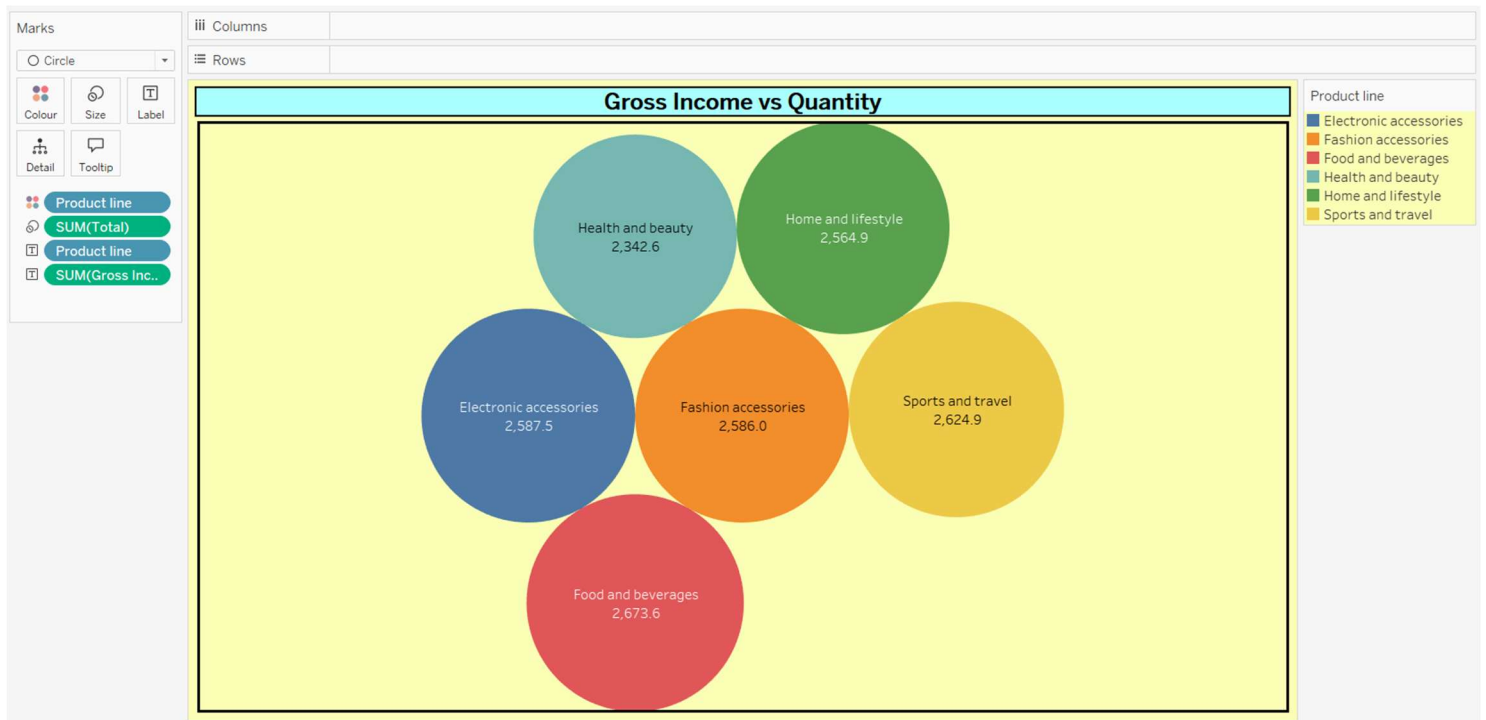 Marks
Circle
Colour
Size
Label
Detail
Tooltip
Product line
SUM(Total)
Product line
SUM(Gross Inc..
Columns
Rows
Gross Income vs Quantity
Health and beauty
2,342.6
Home and lifestyle
2,564.9
Electronic accessories
2,587.5
Fashion accessories
2,586.0
Sports and travel
2,624.9
Food and beverages
2,673.6
Product line
Electronic accessories
Fashion accessories
Food and beverages
Health and beauty
Home and lifestyle
Sports and travel